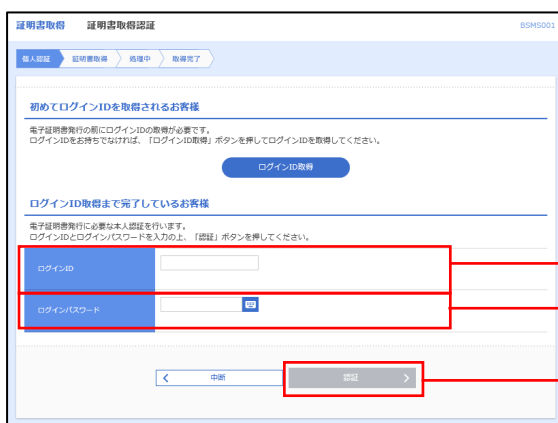 証明書取得 証明書取得認証 BSMS001
個人認証 証明書取得 処理中 取得完了
初めてログインIDを取得されるお客様
電子証明書発行の前にログインIDの取得が必要です。
ログインIDをお持ちでなければ、「ログインID取得」ボタンを押してログインIDを取得してください。
ログインID取得
ログインID取得まで完了しているお客様
電子証明書発行に必要な本人認証を行います。
ログインIDとログインパスワードを入力の上、「認証」ボタンを押してください。
ログインID
ログインパスワード
中断 認証